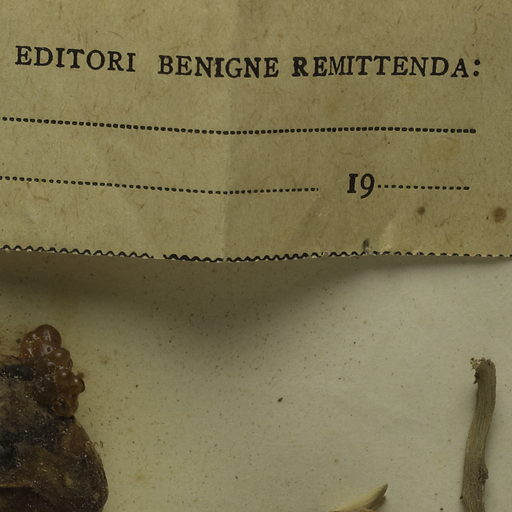 EDITORI BENIGNE REMITTENDA:
19